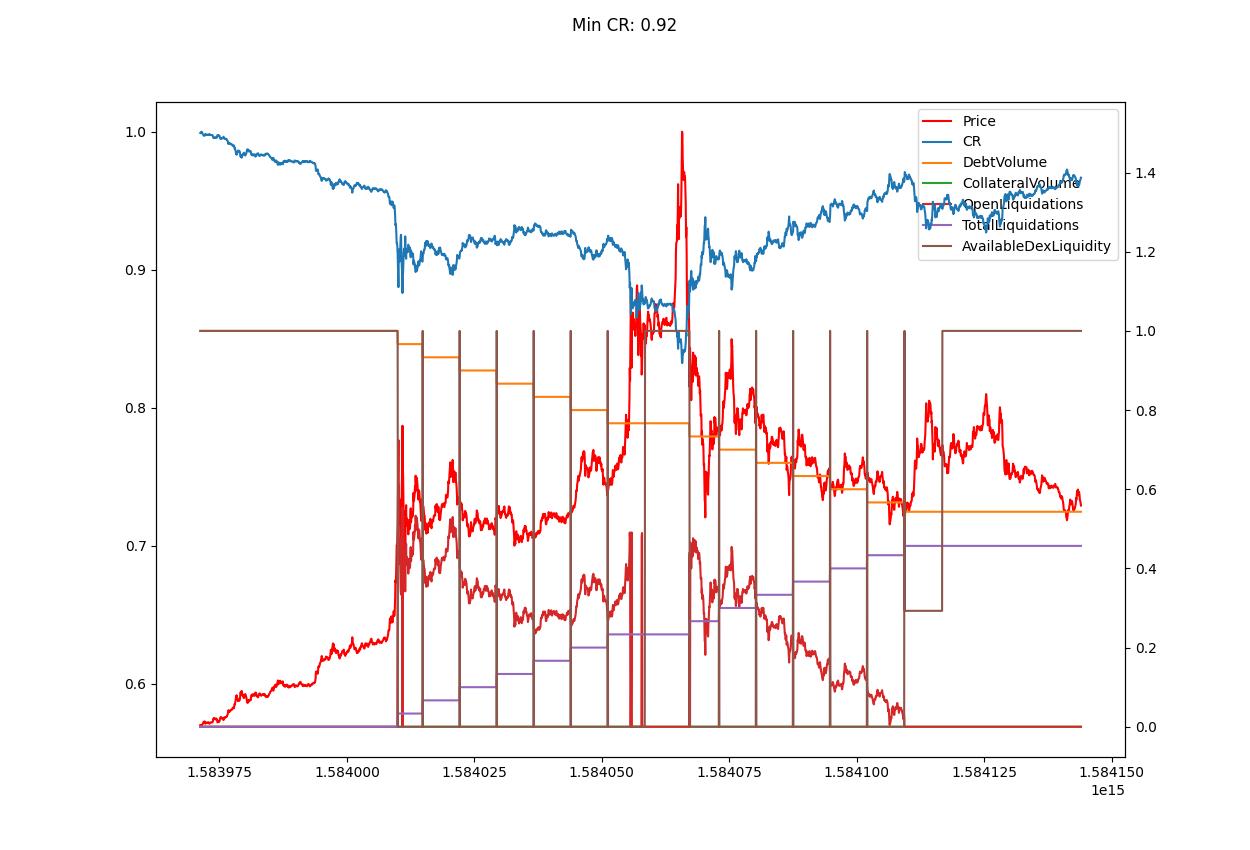 Min CR: 0.92
1.0
0.9
0.8
0.7
0.6
Price
CR
DebtVolume
CollateralVolume
OpenLiquidations
TotalLiquidations
AvailableDexLiquidity
1.4
1.2
1.0
0.8
0.6
0.4
0.2
0.0
1.583975 1.584000 1.584025 1.584050 1.584075 1.584100 1.584125 1.584150
1e15